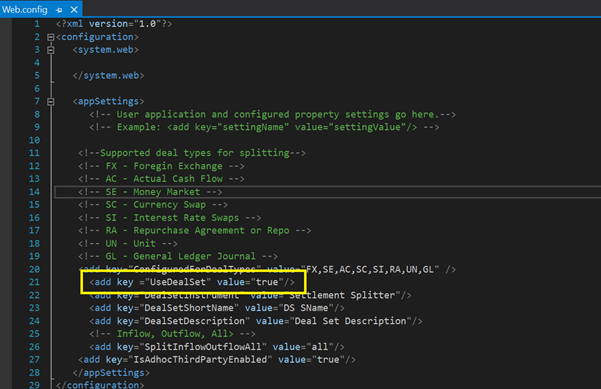 Web.config
1 <?xml version="1.0"?>
2 <configuration>
3 <system.web>
4
5 </system.web>
6
7 <appSettings>
8 <!-- User application and configured property settings go here.-->
9 <!-- Example: <add key="settingName" value="settingValue"/> -->
10
11 <!--Supported deal types for splitting-->
12 <!-- FX - Foregin Exchange -->
13 <!-- AC - Actual Cash Flow -->
14 <!-- SE - Money Market -->
15 <!-- SC - Currency Swap -->
16 <!-- SI - Interest Rate Swaps -->
17 <!-- RA - Repurchase Agreement or Repo -->
18 <!-- UN - Unit -->
19 <!-- GL - General Ledger Journal -->
20 <add key="ConfiguredForDealTypes" value="FX,SE,AC,SC,SI,RA,UN,GL" />
21 <add key ="UseDealSet" value="true"/>
22 <add key="DealSetInstrument" value="Settlement Splitter"/>
23 <add key="DealSetShortName" value="DS SName"/>
24 <add key="DealSetDescription" value="Deal Set Description"/>
25 <!-- Inflow, Outflow, All> -->
26 <add key="SplitInflowOutflowAll" value="all"/>
27 <add key="IsAdhocThirdPartyEnabled" value="true"/>
28 </appSettings>
29 </configuration>